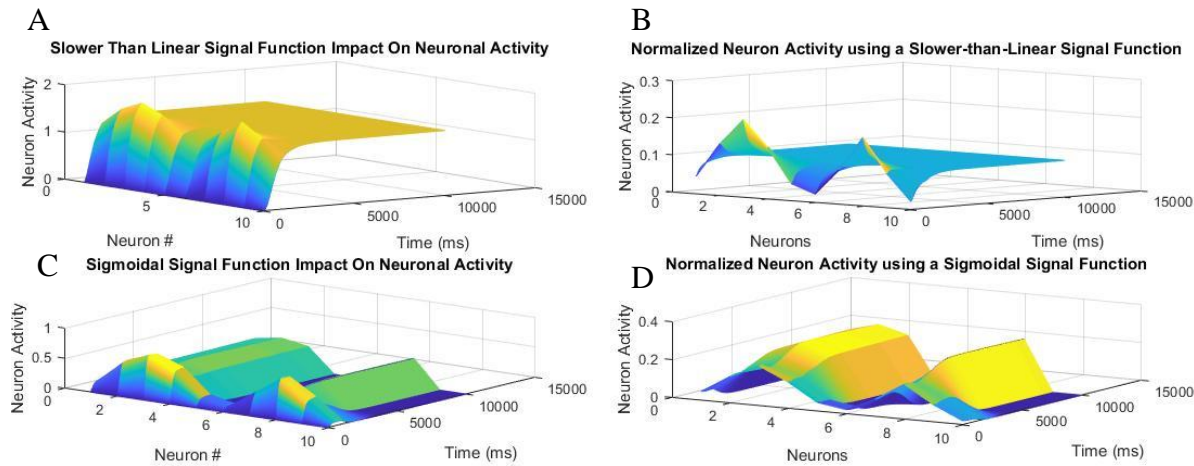 A
Slower Than Linear Signal Function Impact On Neuronal Activity
Neuron Activity
2
1
0
0
5
10
Neuron #
0
5000
10000
15000
Time (ms)
B
Normalized Neuron Activity using a Slower-than-Linear Signal Function
Neuron Activity
0.3
0.2
0.1
0
0
2
4
6
8
10
Neurons
0
5000
10000
15000
Time (ms)
C
Sigmoidal Signal Function Impact On Neuronal Activity
Neuron Activity
1
0.5
0
0
2
4
6
8
10
Neuron #
0
5000
10000
15000
Time (ms)
D
Normalized Neuron Activity using a Sigmoidal Signal Function
Neuron Activity
0.4
0.2
0
0
2
4
6
8
10
Neurons
0
5000
10000
15000
Time (ms)